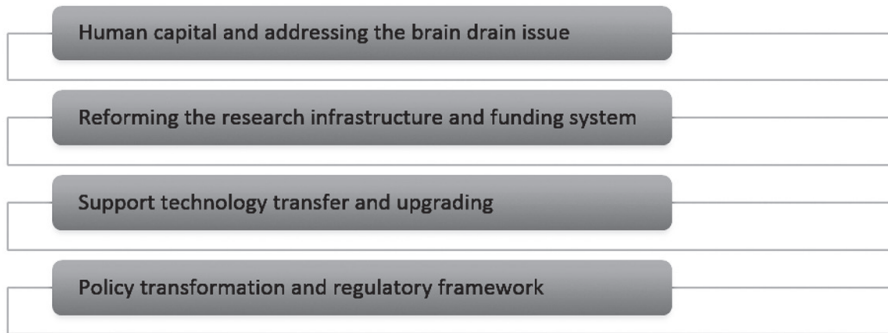 Human capital and addressing the brain drain issue
Reforming the research infrastructure and funding system
Support technology transfer and upgrading
Policy transformation and regulatory framework